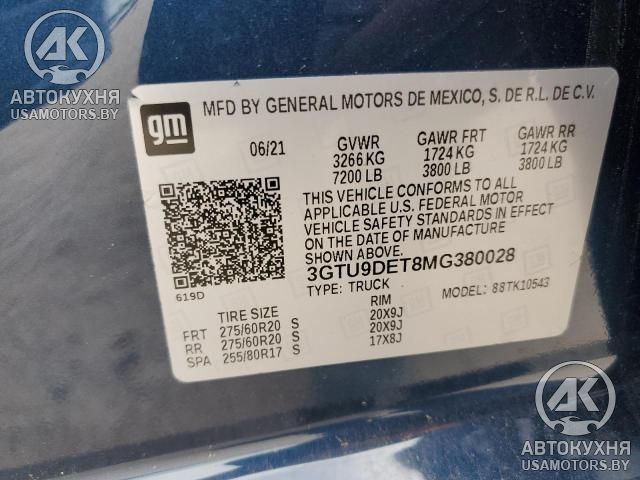 AK
АВТОКУХНЯ
USAMOTORS.BY
gm
MFD BY GENERAL MOTORS DE MEXICO, S. DE R.L. DE C.V.
06/21 GVWR GAWR FRT GAWR RR
3266 KG 1724 KG 1724 KG
7200 LB 3800 LB 3800 LB
THIS VEHICLE CONFORMS TO ALL
APPLICABLE U.S. FEDERAL MOTOR
VEHICLE SAFETY STANDARDS IN EFFECT
ON THE DATE OF MANUFACTURE
SHOWN ABOVE.
3GTU9DET8MG380028
619D
TYPE: TRUCK MODEL: 88TK10543
TIRE SIZE RIM
FRT 275/60R20 S 20X9J
RR 275/60R20 S 20X9J
SPA 255/80R17 S 17X8J
AK
АВТОКУХНЯ
USAMOTORS.BY